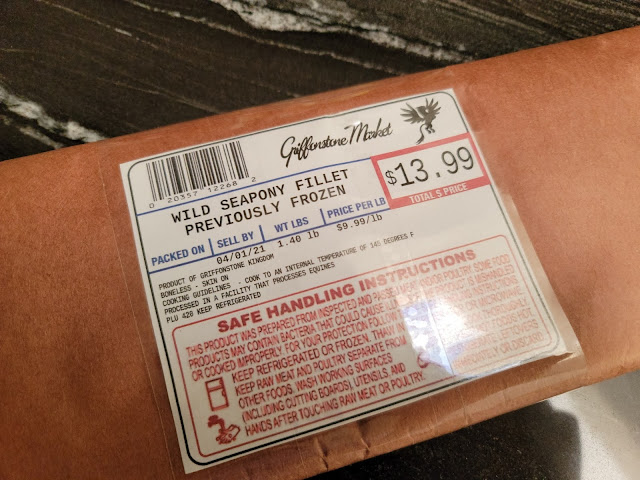 Griffonstone Market
0 20357 12268 2
WILD SEAPONY FILLET
PREVIOUSLY FROZEN
$13.99
TOTAL $ PRICE
PACKED ON SELL BY WT LBS PRICE PER LB
04/01/21 1.40 lb $9.99/lb
PRODUCT OF GRIFFONSTONE KINGDOM
BONELESS - SKIN ON
COOKING GUIDELINES - COOK TO AN INTERNAL TEMPERATURE OF 145 DEGREES F
PROCESSED IN A FACILITY THAT PROCESSES EQUINES
PLU 420 KEEP REFRIGERATED
SAFE HANDLING INSTRUCTIONS
THIS PRODUCT WAS PREPARED FROM INSPECTED AND POULTRY. SOME FOOD
PRODUCTS MAY CONTAIN BACTERIA THAT COULD CAUSE
OR COOKED IMPROPERLY. FOR YOUR PROTECTION
KEEP REFRIGERATED OR FROZEN. THAW IN
KEEP RAW MEAT AND POULTRY SEPARATE FROM
OTHER FOODS. WASH WORKING SURFACES
(INCLUDING CUTTING BOARDS), UTENSILS, AND
HANDS AFTER TOUCHING RAW MEAT OR POULTRY.
OR DISCARD.